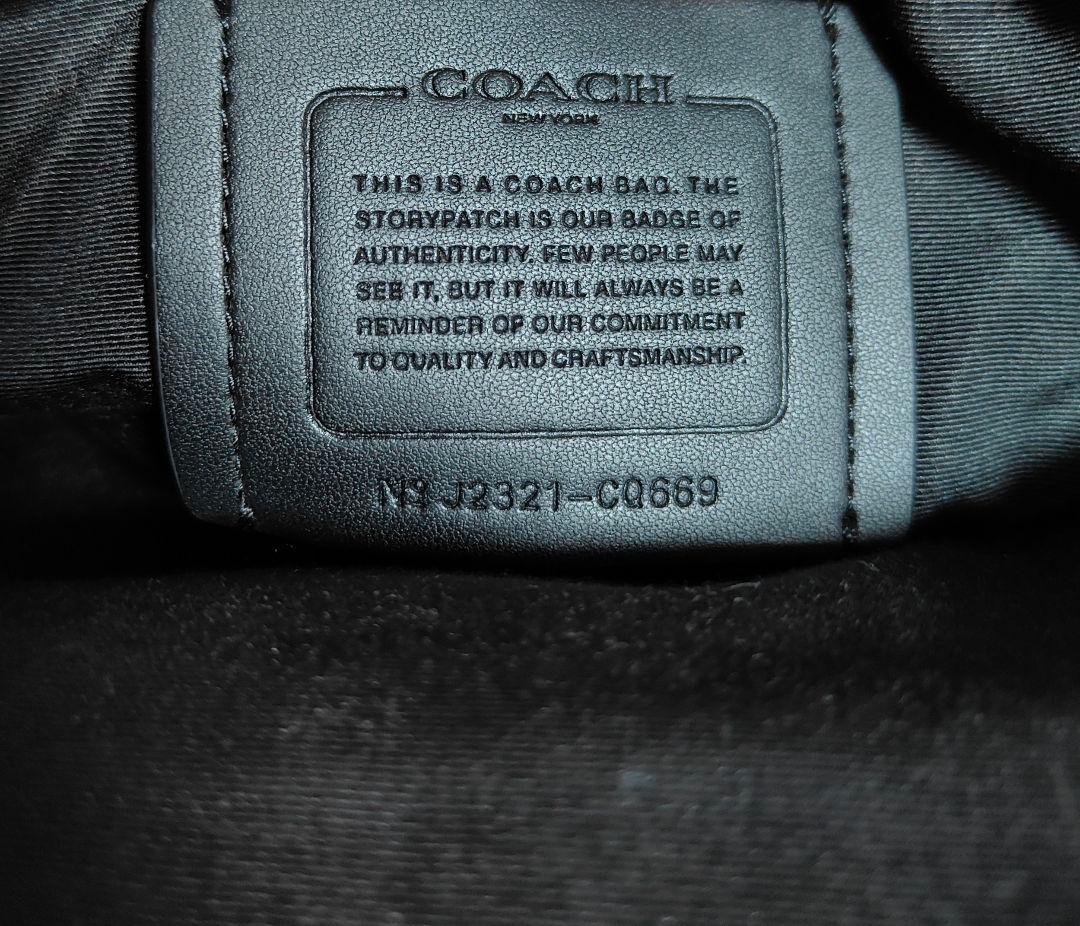 COACH
NEW YORK
THIS IS A COACH BAG. THE
STORYPATCH IS OUR BADGE OF
AUTHENTICITY. FEW PEOPLE MAY
SEE IT, BUT IT WILL ALWAYS BE A
REMINDER OF OUR COMMITMENT
TO QUALITY AND CRAFTSMANSHIP.
Nº J2321-CQ669